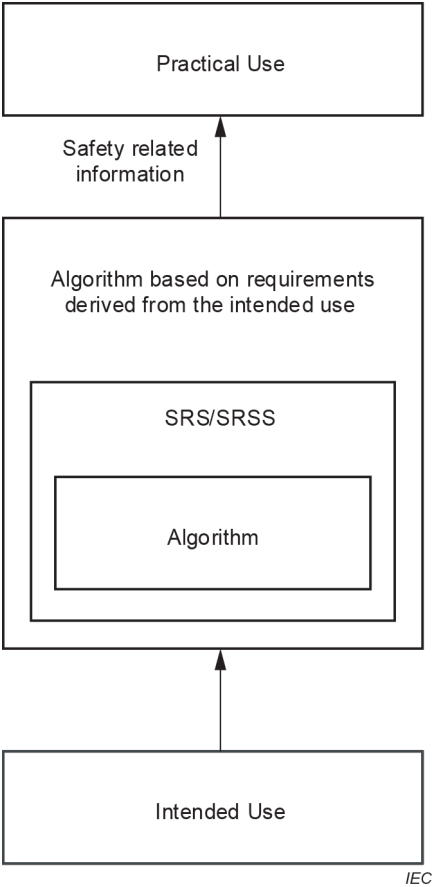 Practical Use
Safety related
information
Algorithm based on requirements
derived from the intended use
SRS/SRSS
Algorithm
Intended Use
IEC